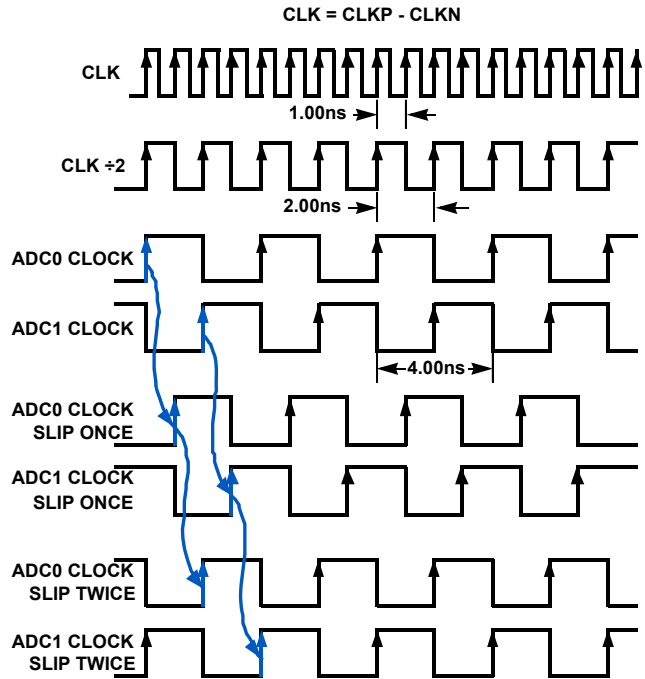 CLK = CLKP - CLKN
CLK
1.00ns
CLK ÷2
2.00ns
ADC0 CLOCK
ADC1 CLOCK
4.00ns
ADC0 CLOCK
SLIP ONCE
ADC1 CLOCK
SLIP ONCE
ADC0 CLOCK
SLIP TWICE
ADC1 CLOCK
SLIP TWICE